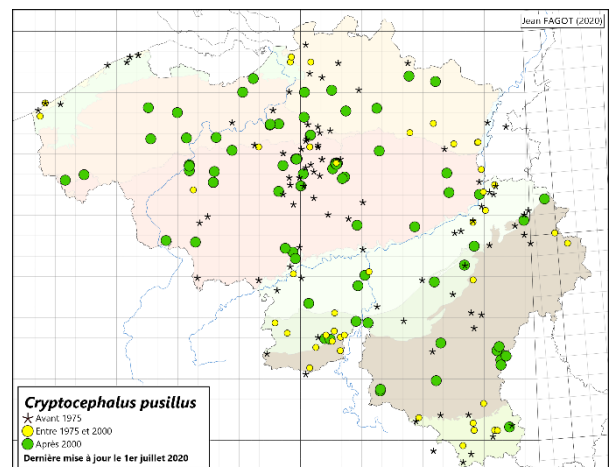 Jean FAGOT (2020)
Cryptocephalus pusillus
Avant 1975
Entre 1975 et 2000
Après 2000
Dernière mise à jour le 1er juillet 2020